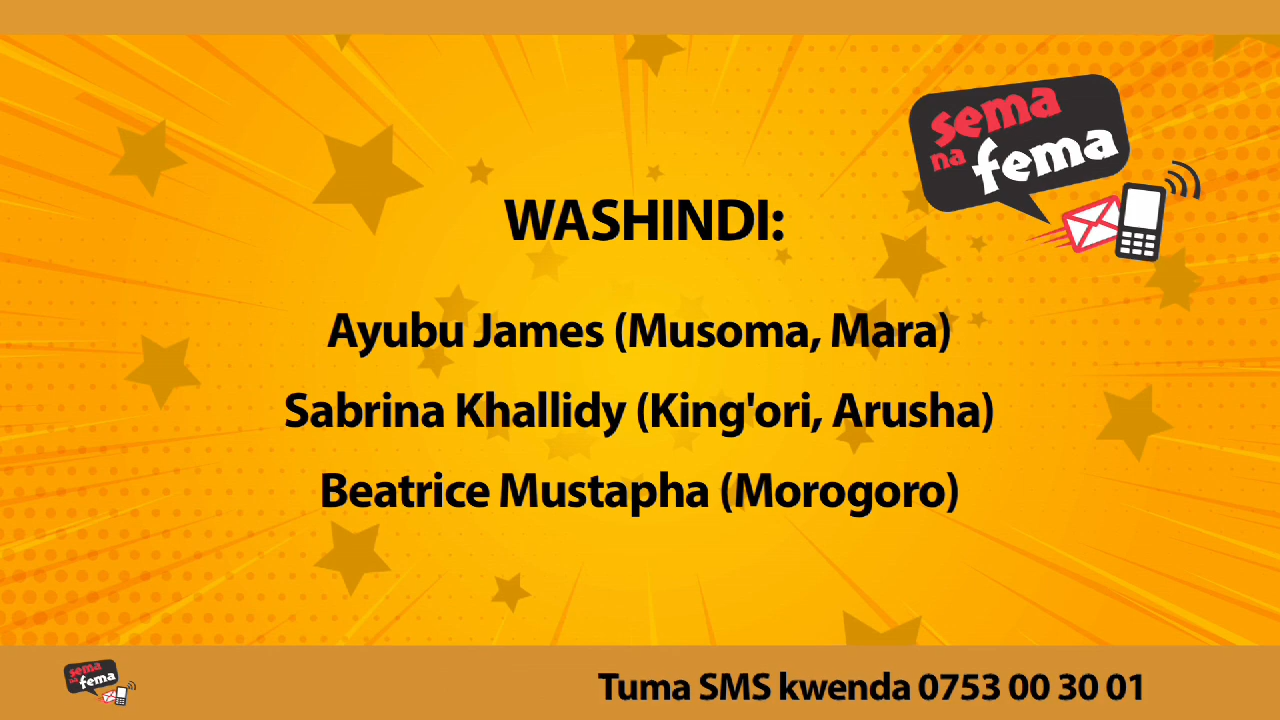 sema
na fema
WASHINDI:
Ayubu James (Musoma, Mara)
Sabrina Khallidy (King'ori, Arusha)
Beatrice Mustapha (Morogoro)
sema
na fema
Tuma SMS kwenda 0753 00 30 01